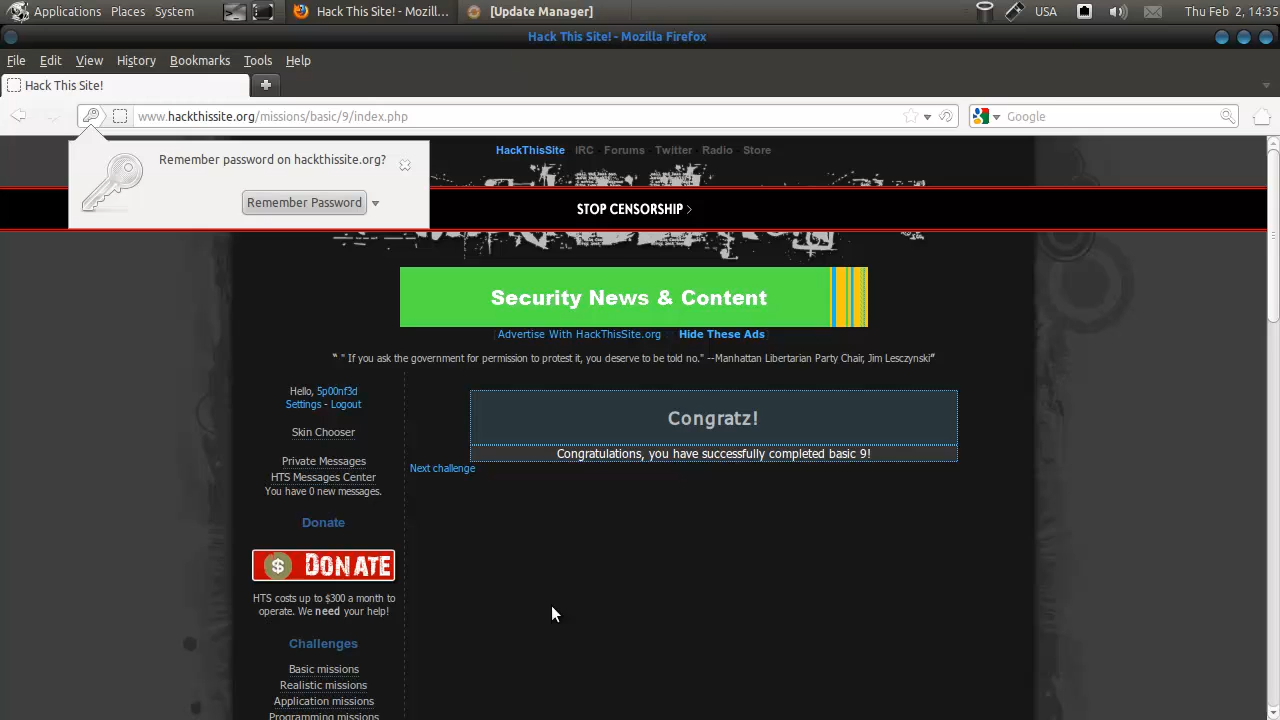 Applications Places System Hack This Site! - Mozill... [Update Manager] USA Thu Feb 2, 14:35
Hack This Site! - Mozilla Firefox
File Edit View History Bookmarks Tools Help
Hack This Site!
www.hackthissite.org/missions/basic/9/index.php Google
Remember password on hackthissite.org?
Remember Password
HackThisSite IRC Forums Twitter Radio Store
STOP CENSORSHIP >
Security News & Content
Advertise With HackThisSite.org Hide These Ads
“ " If you ask the government for permission to protest it, you deserve to be told no." --Manhattan Libertarian Party Chair, Jim Lesczynski”
Hello, 5p00nf3d
Settings - Logout
Skin Chooser
Private Messages
HTS Messages Center
You have 0 new messages.
Donate
$ DONATE
HTS costs up to $300 a month to
operate. We need your help!
Challenges
Basic missions
Realistic missions
Application missions
Programming missions
Congratz!
Congratulations, you have successfully completed basic 9!
Next challenge